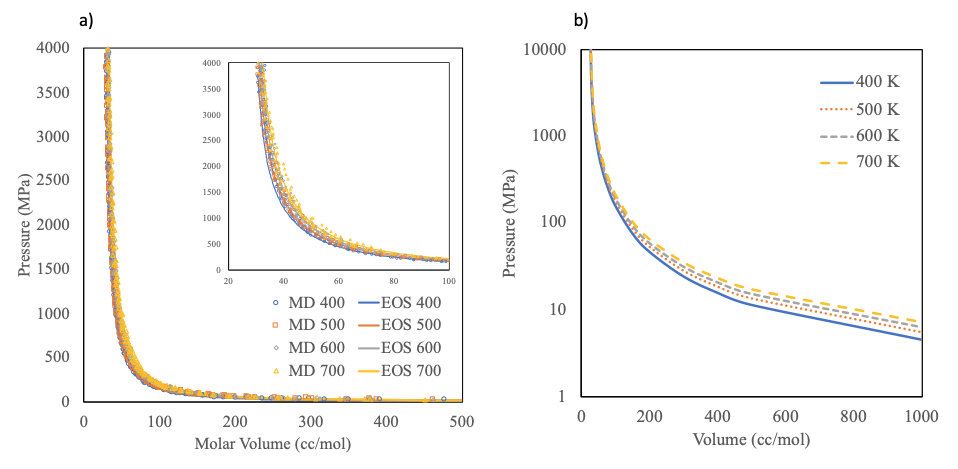 a)
4000
3500
3000
2500
2000
1500
1000
500
0
Pressure (MPa)
0 100 200 300 400 500
Molar Volume (cc/mol)
4000
3500
3000
2500
2000
1500
1000
500
0
20 40 60 80 100
MD 400 EOS 400
MD 500 EOS 500
MD 600 EOS 600
MD 700 EOS 700
b)
10000
1000
100
10
1
Pressure (MPa)
0 200 400 600 800 1000
Volume (cc/mol)
400 K
500 K
600 K
700 K